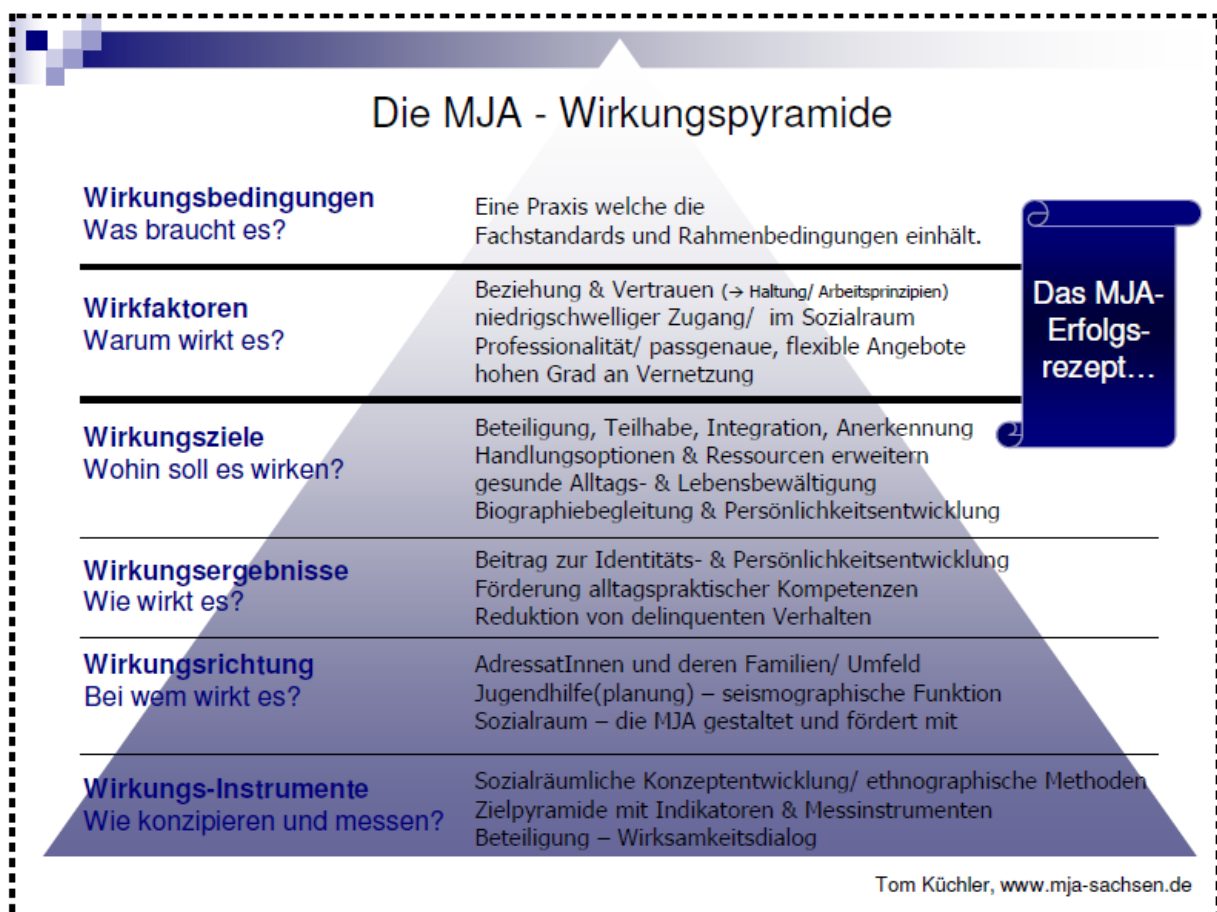 Die MJA - Wirkungspyramide
Wirkungsbedingungen
Was braucht es?
Eine Praxis welche die
Fachstandards und Rahmenbedingungen einhält.
Wirkfaktoren
Warum wirkt es?
Beziehung & Vertrauen (→ Haltung/ Arbeitsprinzipien)
niedrigschwelliger Zugang/ im Sozialraum
Professionalität/ passgenaue, flexible Angebote
hohen Grad an Vernetzung
Das MJA-
Erfolgs-
rezept...
Wirkungsziele
Wohin soll es wirken?
Beteiligung, Teilhabe, Integration, Anerkennung
Handlungsoptionen & Ressourcen erweitern
gesunde Alltags- & Lebensbewältigung
Biographiebegleitung & Persönlichkeitsentwicklung
Wirkungsergebnisse
Wie wirkt es?
Beitrag zur Identitäts- & Persönlichkeitsentwicklung
Förderung alltagspraktischer Kompetenzen
Reduktion von delinquenten Verhalten
Wirkungsrichtung
Bei wem wirkt es?
AdressatInnen und deren Familien/ Umfeld
Jugendhilfe(planung) – seismographische Funktion
Sozialraum – die MJA gestaltet und fördert mit
Wirkungs-Instrumente
Wie konzipieren und messen?
Sozialräumliche Konzeptentwicklung/ ethnographische Methoden
Zielpyramide mit Indikatoren & Messinstrumenten
Beteiligung – Wirksamkeitsdialog
Tom Küchler, www.mja-sachsen.de